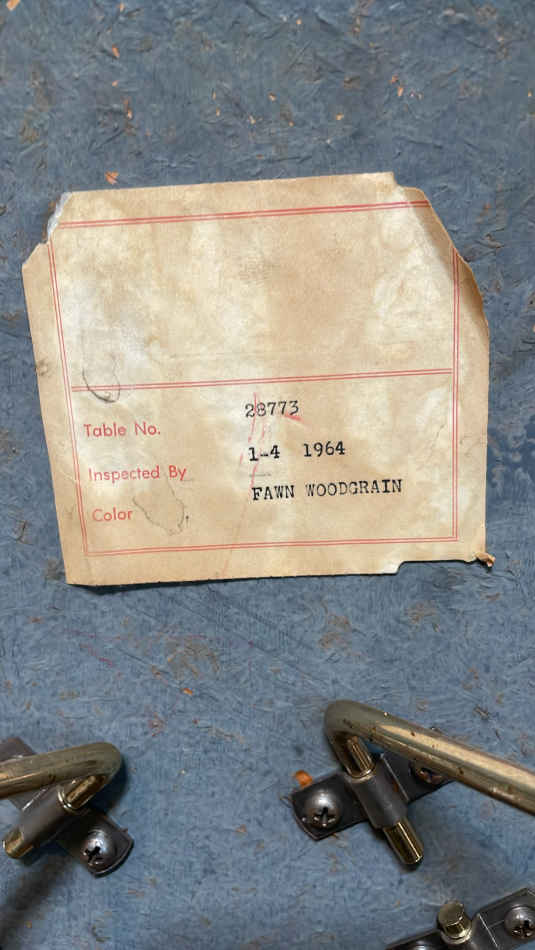 Table No. 28773
Inspected By 1-4 1964
Color FAWN WOODGRAIN